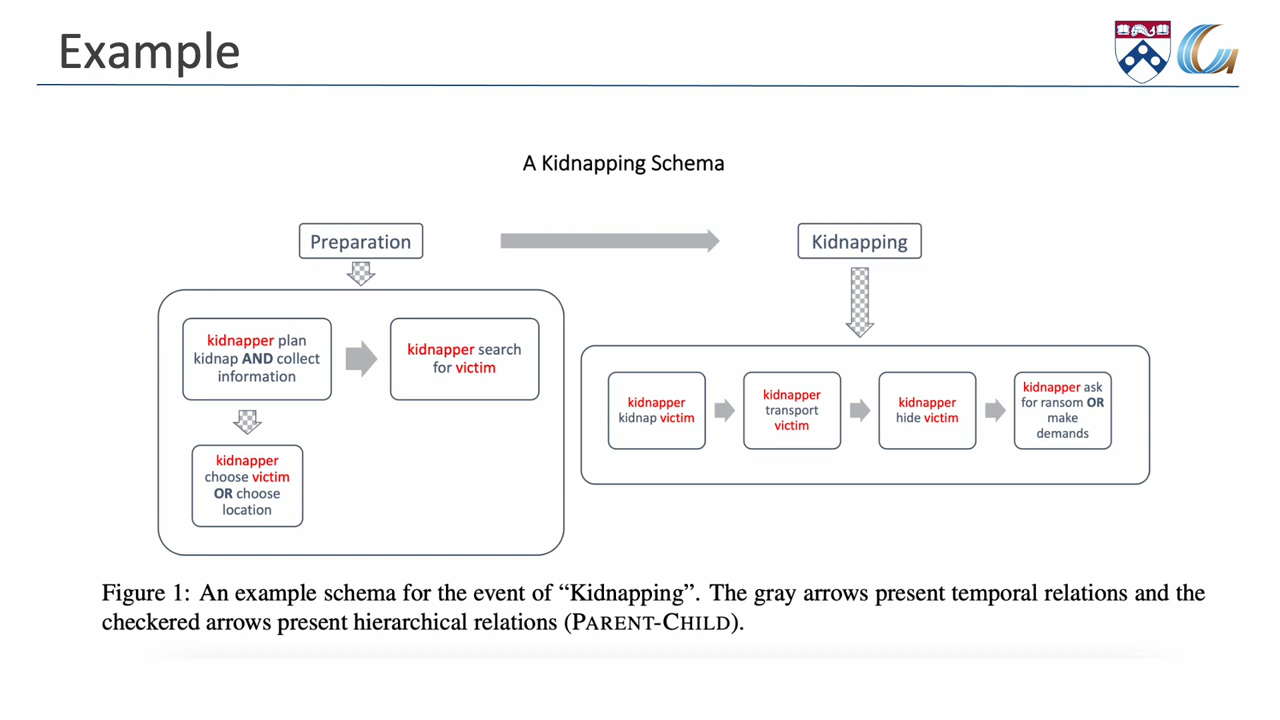 Example
A Kidnapping Schema
Preparation
Kidnapping
kidnapper plan
kidnap AND collect
information
kidnapper search
for victim
kidnapper
choose victim
OR choose
location
kidnapper
kidnap victim
kidnapper
transport
victim
kidnapper
hide victim
kidnapper ask
for ransom OR
make
demands
Figure 1: An example schema for the event of “Kidnapping”. The gray arrows present temporal relations and the
checkered arrows present hierarchical relations (PARENT-CHILD).